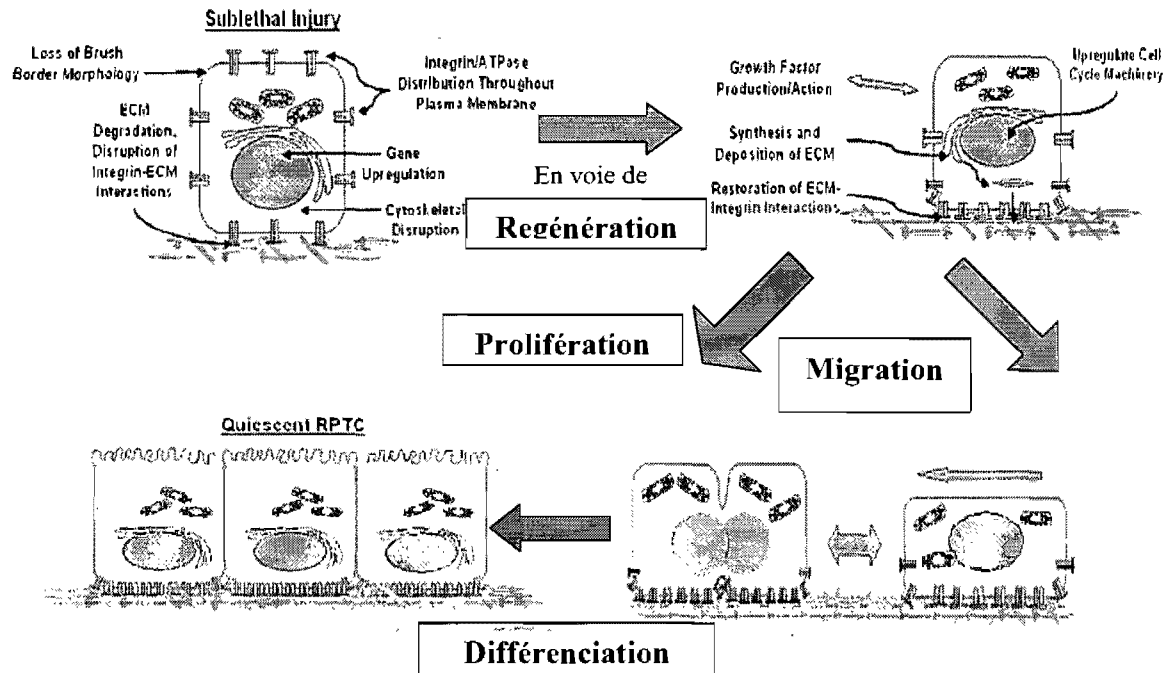 Sublethal Injury
Loss of Brush
Border Morphology
Integrin/ATPase
Distribution Throughout
Plasma Membrane
ECM
Degradation,
Disruption of
Integrin-ECM
Interactions
Gene
Upregulation
Cytoskeletal
Disruption
En voie de
Regénération
Growth Factor
Production/Action
Upregulate Cell
Cycle Machinery
Synthesis and
Deposition of ECM
Restoration of ECM-
Integrin Interactions
Prolifération
Migration
Quiescent RPTC
Différenciation